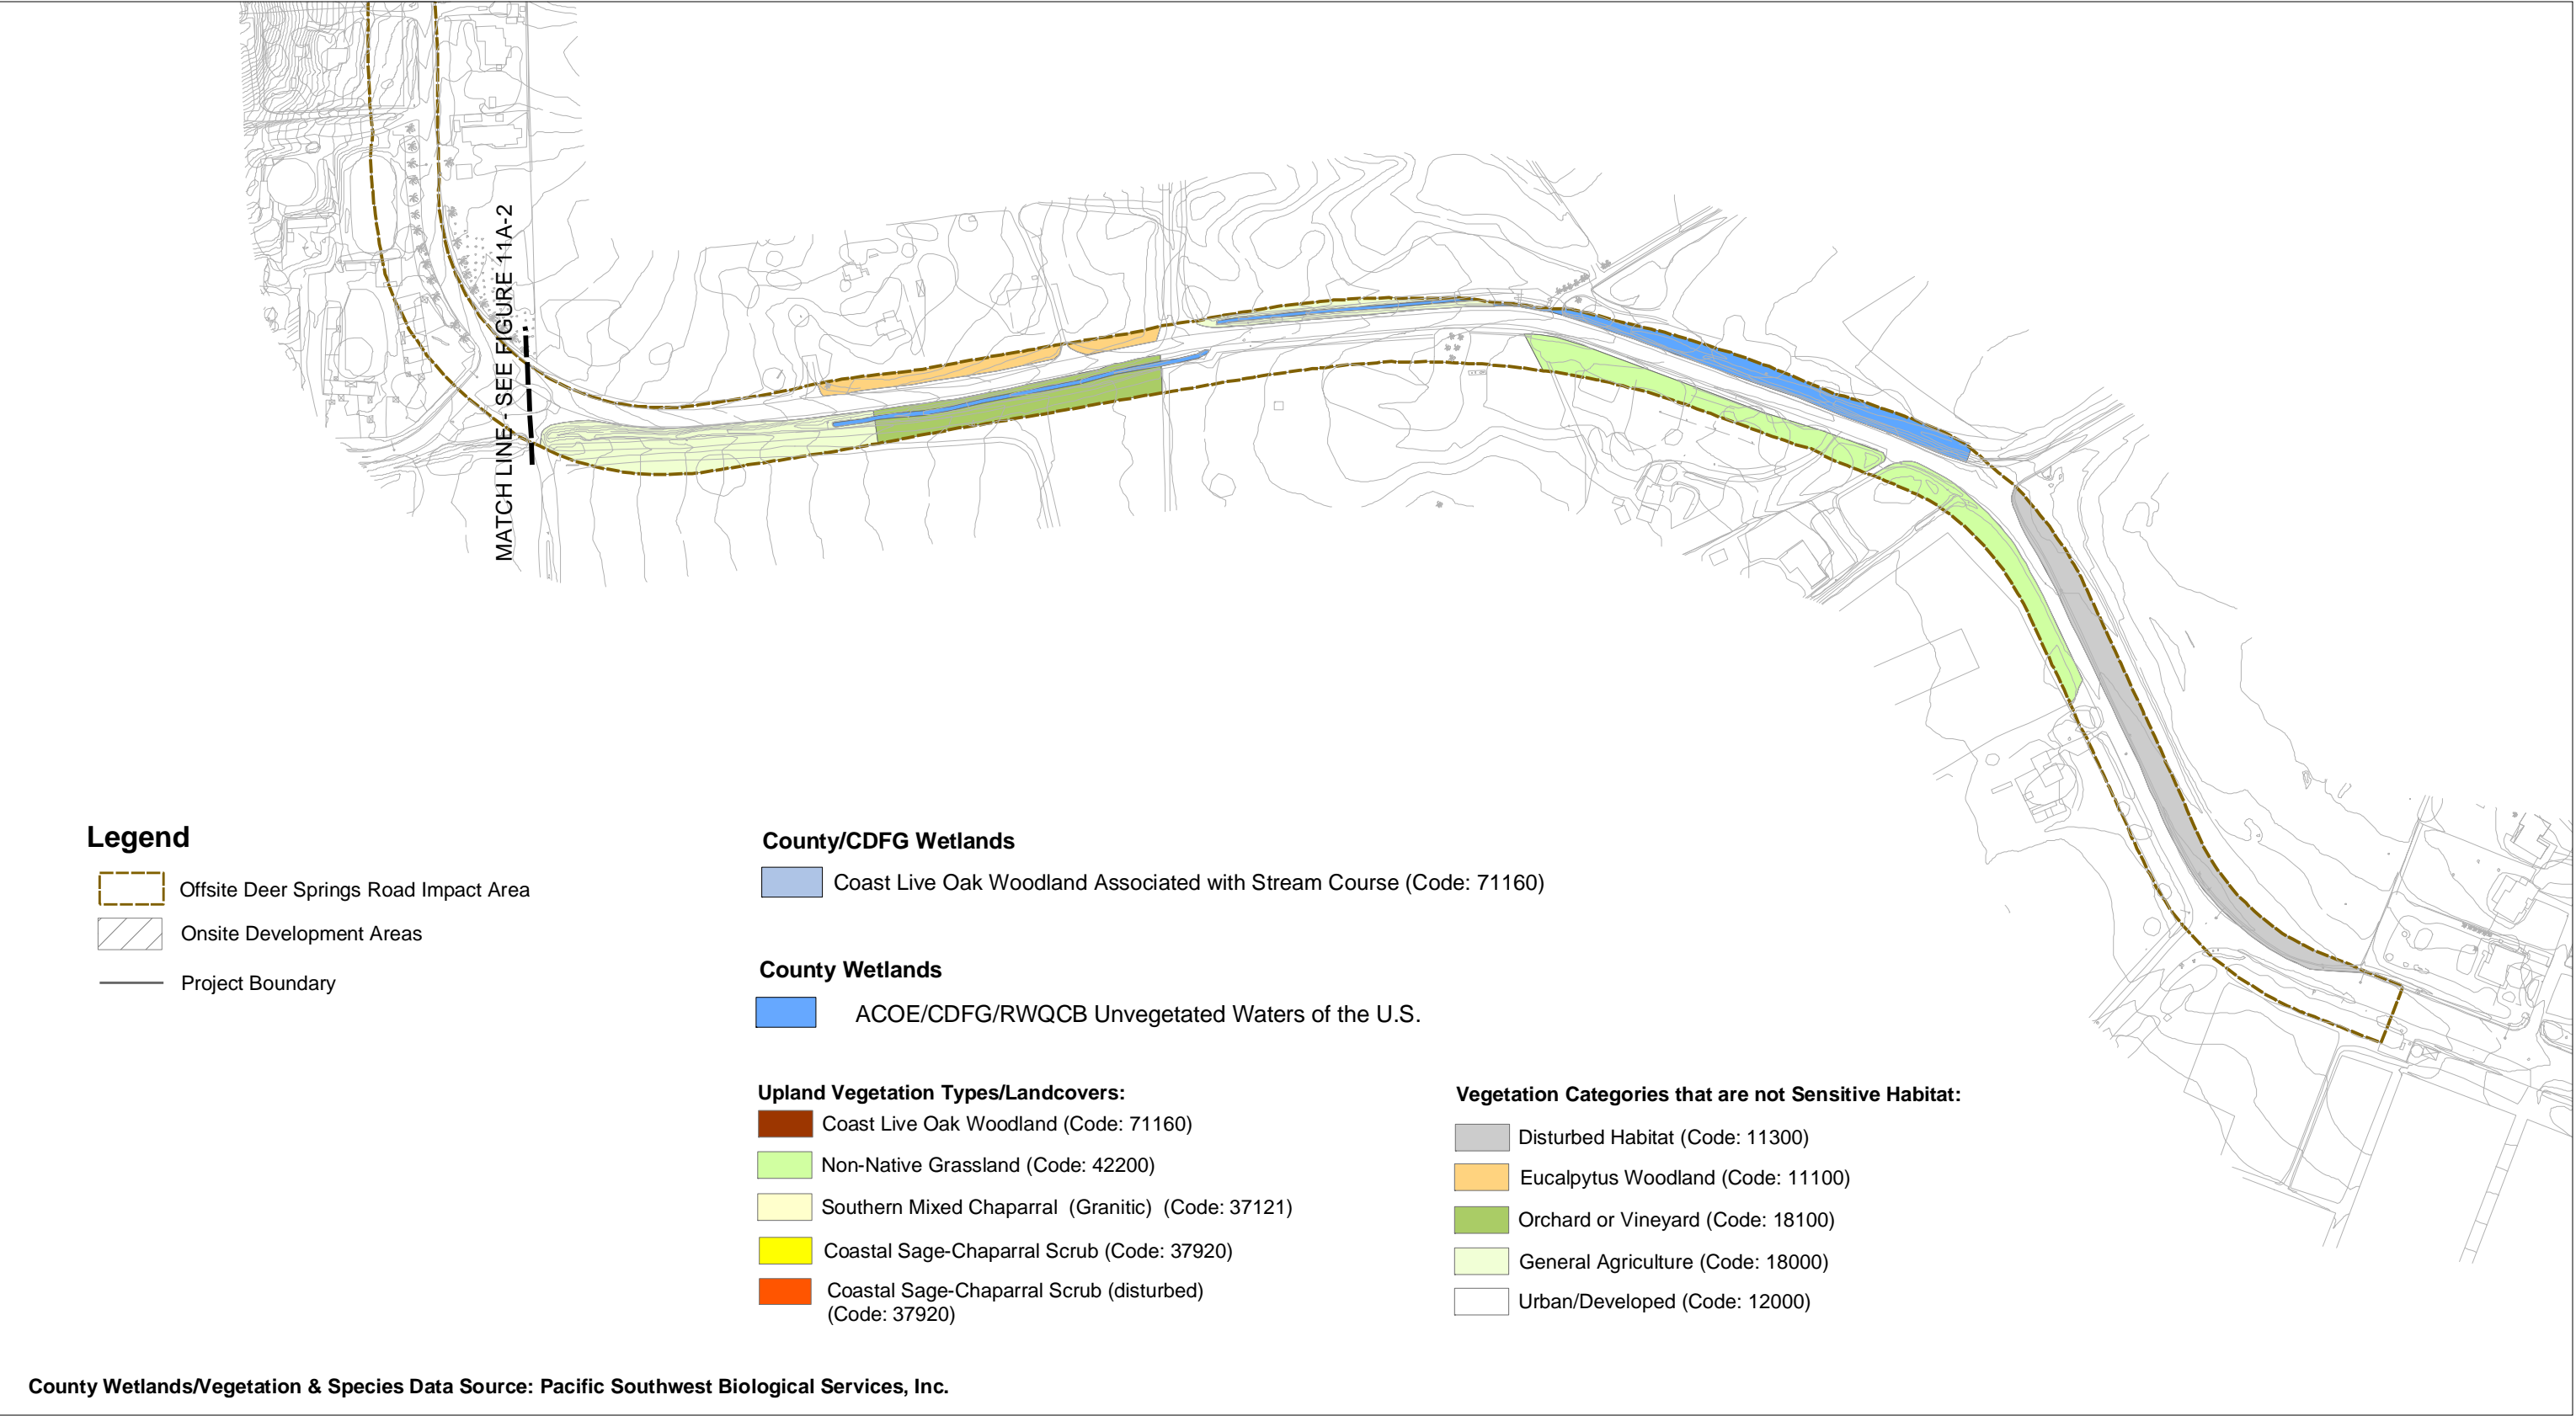 MATCH LINE - SEE FIGURE 11A-2
Legend
Offsite Deer Springs Road Impact Area
Onsite Development Areas
Project Boundary
County/CDFG Wetlands
Coast Live Oak Woodland Associated with Stream Course (Code: 71160)
County Wetlands
ACOE/CDFG/RWQCB Unvegetated Waters of the U.S.
Upland Vegetation Types/Landcovers:
Coast Live Oak Woodland (Code: 71160)
Non-Native Grassland (Code: 42200)
Southern Mixed Chaparral (Granitic) (Code: 37121)
Coastal Sage-Chaparral Scrub (Code: 37920)
Coastal Sage-Chaparral Scrub (disturbed)
(Code: 37920)
Vegetation Categories that are not Sensitive Habitat:
Disturbed Habitat (Code: 11300)
Eucalpytus Woodland (Code: 11100)
Orchard or Vineyard (Code: 18100)
General Agriculture (Code: 18000)
Urban/Developed (Code: 12000)
County Wetlands/Vegetation & Species Data Source: Pacific Southwest Biological Services, Inc.